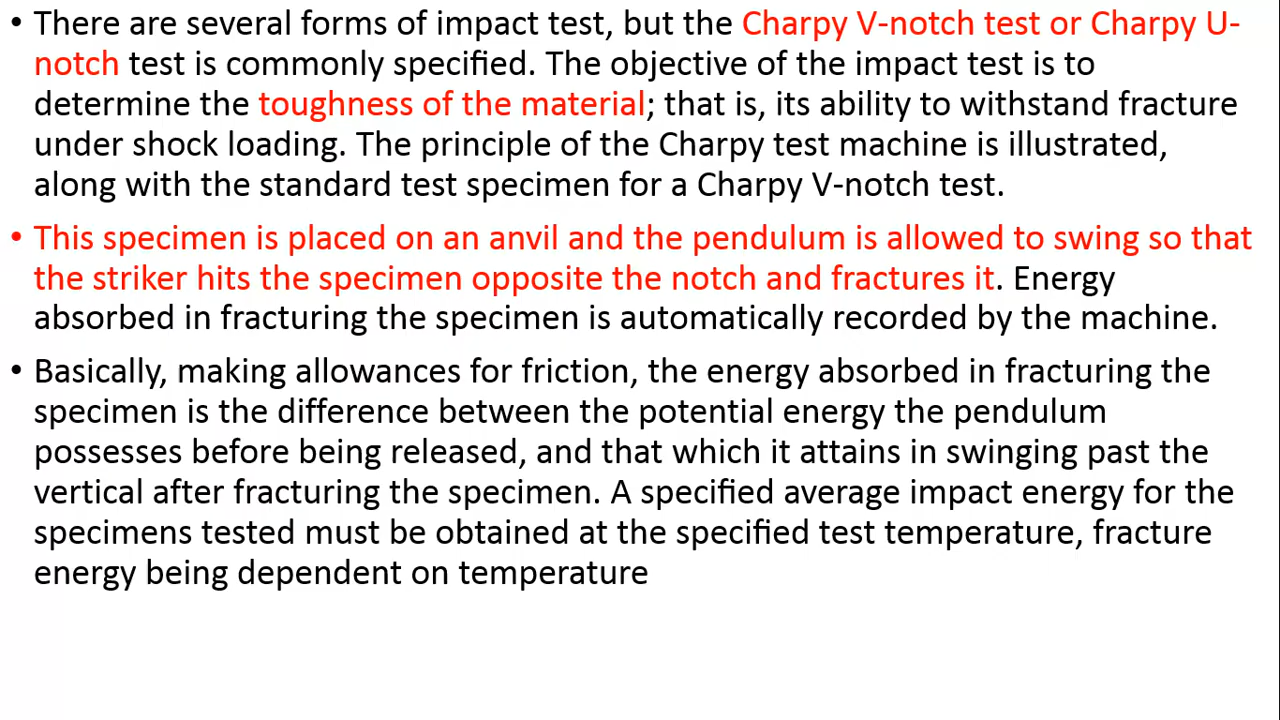 • There are several forms of impact test, but the Charpy V-notch test or Charpy U-
notch test is commonly specified. The objective of the impact test is to
determine the toughness of the material; that is, its ability to withstand fracture
under shock loading. The principle of the Charpy test machine is illustrated,
along with the standard test specimen for a Charpy V-notch test.
• This specimen is placed on an anvil and the pendulum is allowed to swing so that
the striker hits the specimen opposite the notch and fractures it. Energy
absorbed in fracturing the specimen is automatically recorded by the machine.
• Basically, making allowances for friction, the energy absorbed in fracturing the
specimen is the difference between the potential energy the pendulum
possesses before being released, and that which it attains in swinging past the
vertical after fracturing the specimen. A specified average impact energy for the
specimens tested must be obtained at the specified test temperature, fracture
energy being dependent on temperature